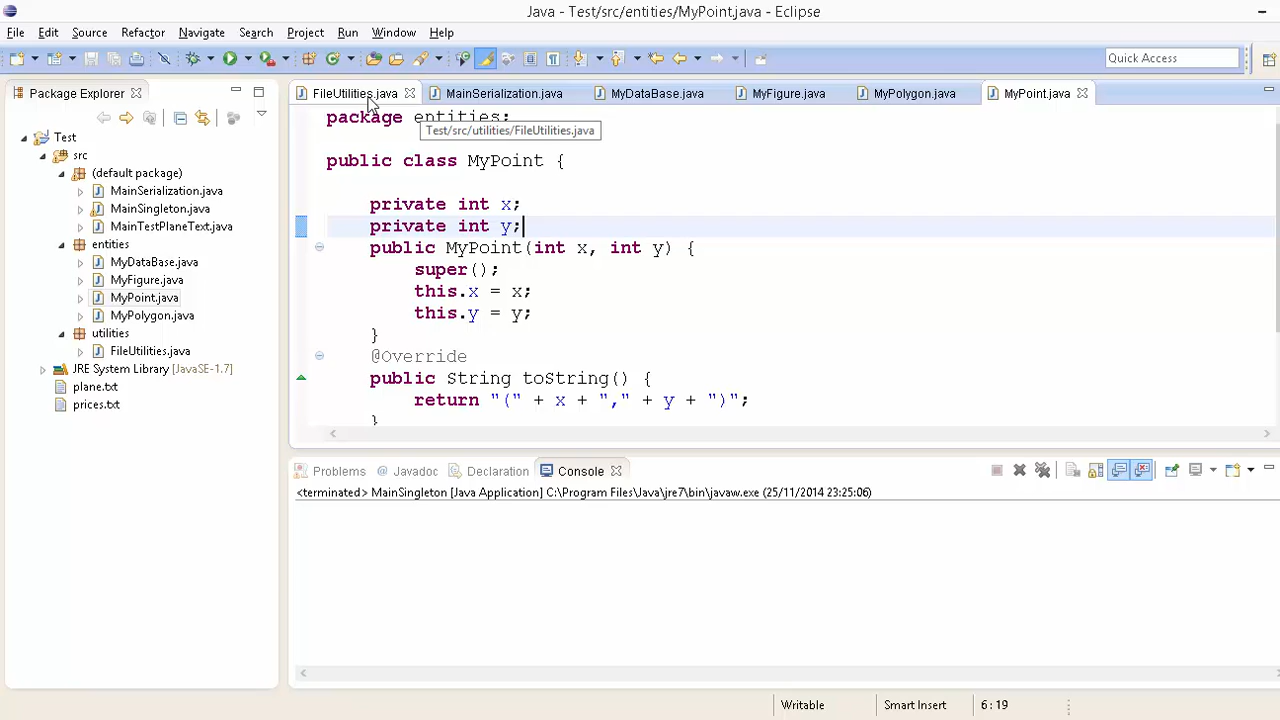 Java - Test/src/entities/MyPoint.java - Eclipse
File Edit Source Refactor Navigate Search Project Run Window Help
Quick Access
Package Explorer
Test
src
(default package)
MainSerialization.java
MainSingleton.java
MainTestPlaneText.java
entities
MyDataBase.java
MyFigure.java
MyPoint.java
MyPolygon.java
utilities
FileUtilities.java
JRE System Library [JavaSE-1.7]
plane.txt
prices.txt
FileUtilities.java MainSerialization.java MyDataBase.java MyFigure.java MyPolygon.java MyPoint.java
package entities;
Test/src/utilities/FileUtilities.java
public class MyPoint {
private int x;
private int y;
public MyPoint(int x, int y) {
super();
this.x = x;
this.y = y;
}
@Override
public String toString() {
return "(" + x + "," + y + ")";
}
Problems @ Javadoc Declaration Console
<terminated> MainSingleton [Java Application] C:\Program Files\Java\jre7\bin\javaw.exe (25/11/2014 23:25:06)
Writable Smart Insert 6 : 19